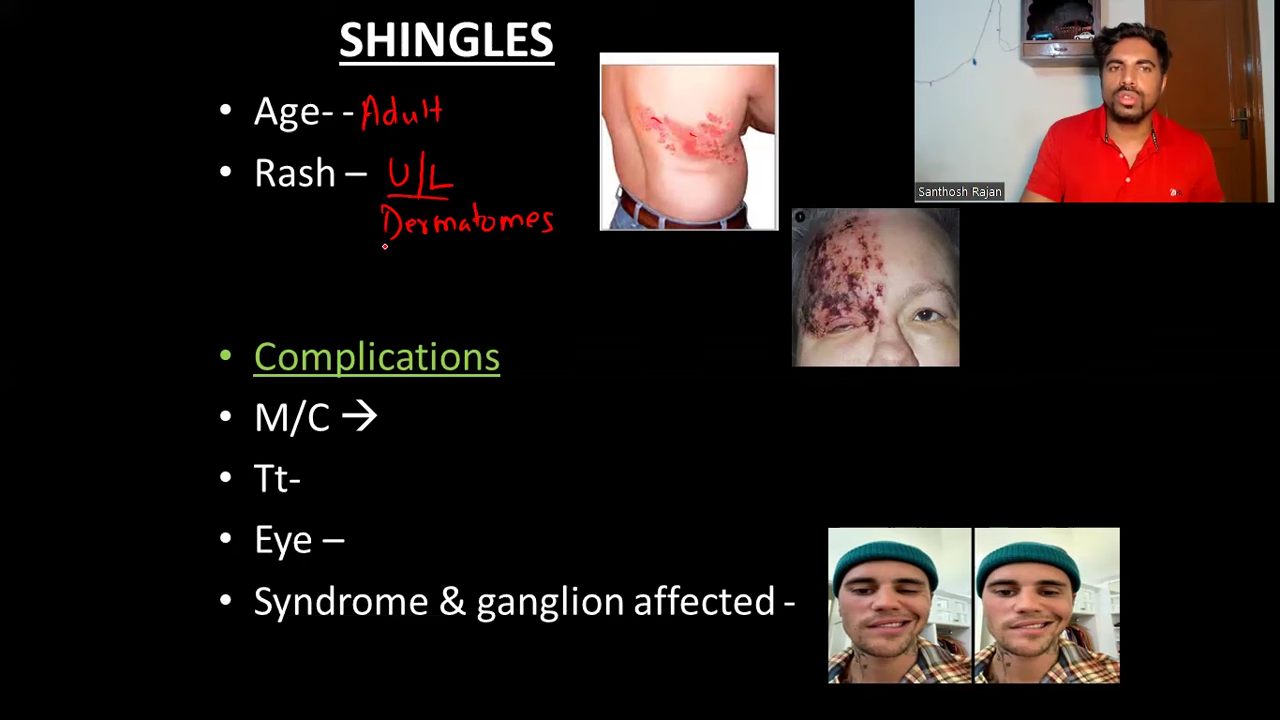 SHINGLES
• Age- - Adult
• Rash – U/L
Dermatomes
• Complications
• M/C →
• Tt-
• Eye –
• Syndrome & ganglion affected -
Santhosh Rajan